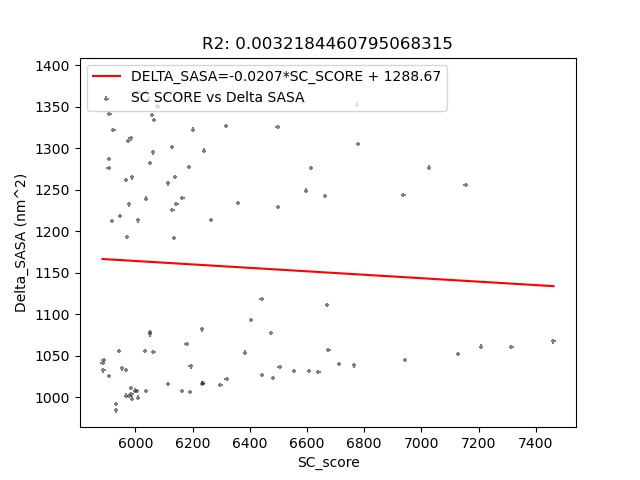 R2: 0.0032184460795068315
DELTA_SASA=-0.0207*SC_SCORE + 1288.67
SC SCORE vs Delta SASA
Delta_SASA (nm^2)
1400
1350
1300
1250
1200
1150
1100
1050
1000
6000 6200 6400 6600 6800 7000 7200 7400
SC_score